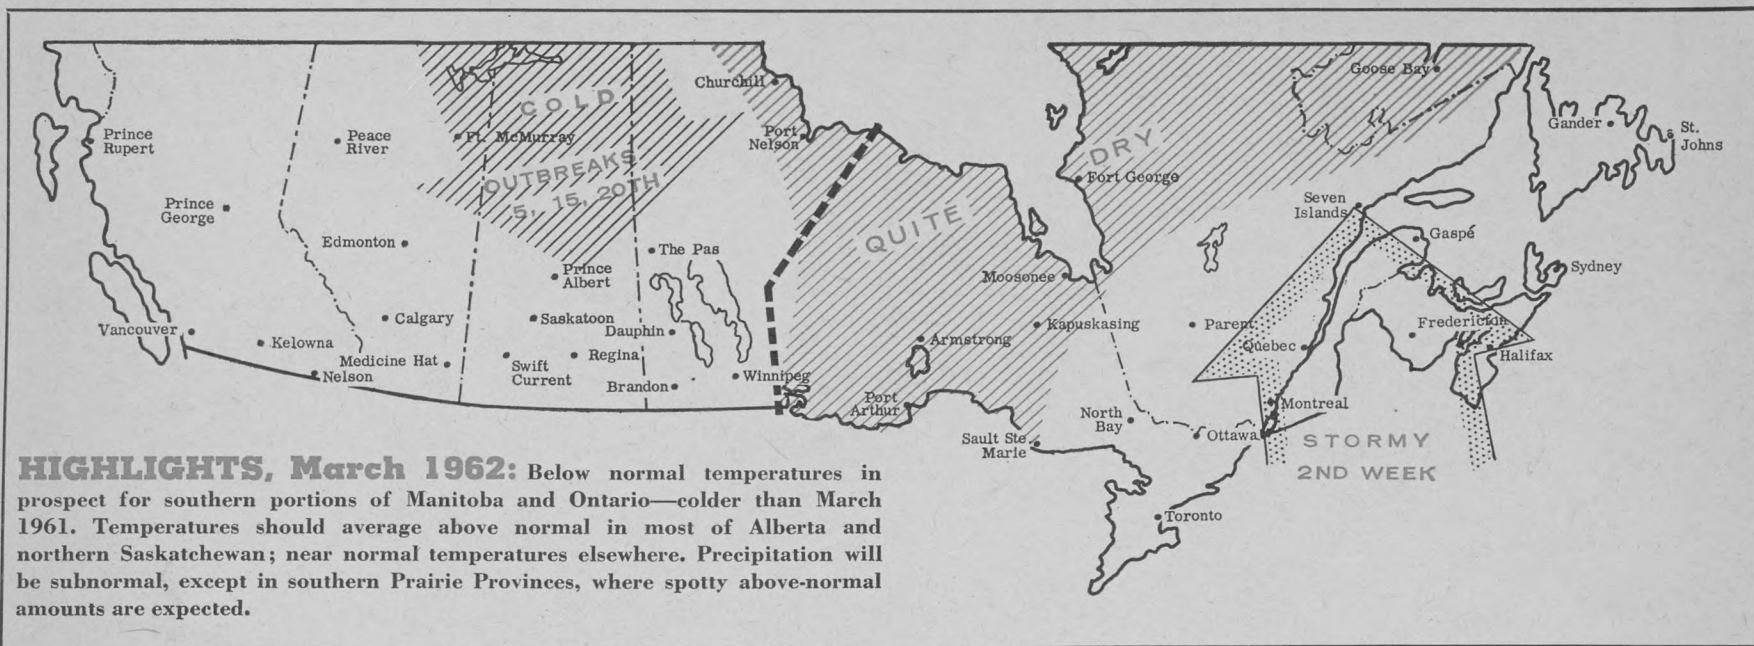 Churchill
Goose Bay
COLD
Prince
Rupert
Peace
River
Ft. McMurray
Port
Nelson
Gander
St.
Johns
DRY
OUTBREAKS
5, 15, 20TH
Fort George
Prince
George
Seven
Islands
QUITE
Gaspé
Edmonton
The Pas
Prince
Albert
Moosonee
Sydney
Vancouver
Kelowna
Calgary
Saskatoon
Dauphin
Armstrong
Kapuskasing
Parent
Fredericton
Quebec
Halifax
Medicine Hat
Nelson
Swift
Current
Regina
Brandon
Winnipeg
Port
Arthur
Montreal
North
Bay
Ottawa
Sault Ste.
Marie
STORMY
2ND WEEK
Toronto
HIGHLIGHTS, March 1962: Below normal temperatures in
prospect for southern portions of Manitoba and Ontario—colder than March
1961. Temperatures should average above normal in most of Alberta and
northern Saskatchewan; near normal temperatures elsewhere. Precipitation will
be subnormal, except in southern Prairie Provinces, where spotty above-normal
amounts are expected.